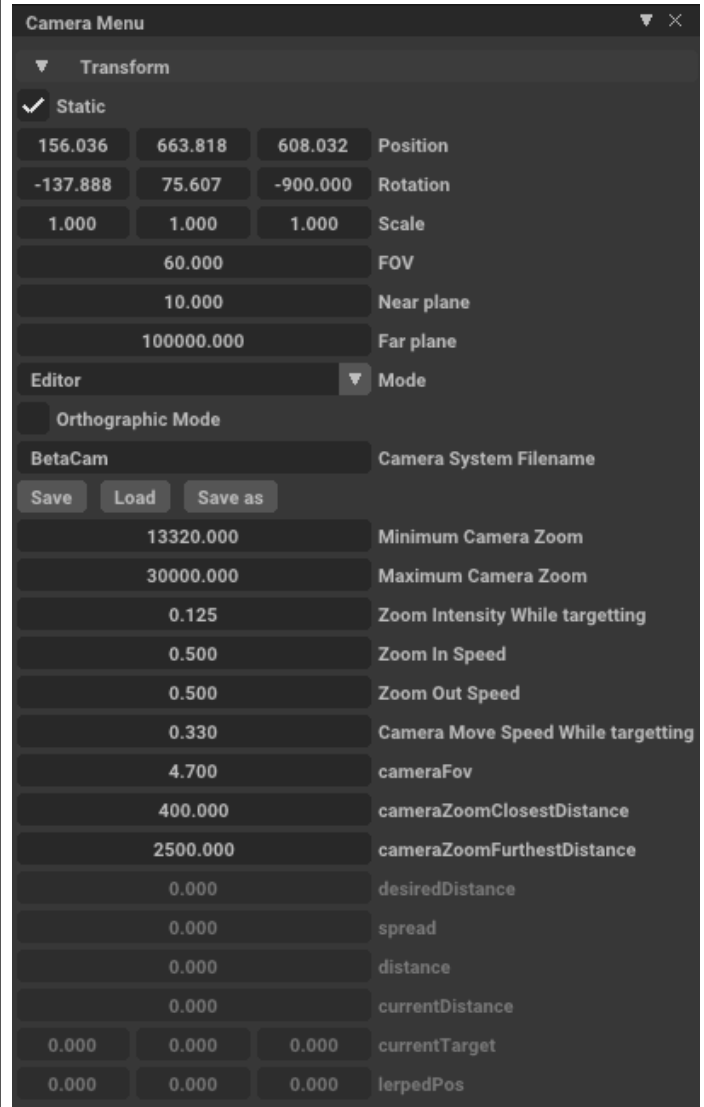 Camera Menu
Transform
Static
156.036 663.818 608.032 Position
-137.888 75.607 -900.000 Rotation
1.000 1.000 1.000 Scale
60.000 FOV
10.000 Near plane
100000.000 Far plane
Editor Mode
Orthographic Mode
BetaCam Camera System Filename
Save Load Save as
13320.000 Minimum Camera Zoom
30000.000 Maximum Camera Zoom
0.125 Zoom Intensity While targetting
0.500 Zoom In Speed
0.500 Zoom Out Speed
0.330 Camera Move Speed While targetting
4.700 cameraFov
400.000 cameraZoomClosestDistance
2500.000 cameraZoomFurthestDistance
0.000 desiredDistance
0.000 spread
0.000 distance
0.000 currentDistance
0.000 0.000 0.000 currentTarget
0.000 0.000 0.000 lerpedPos